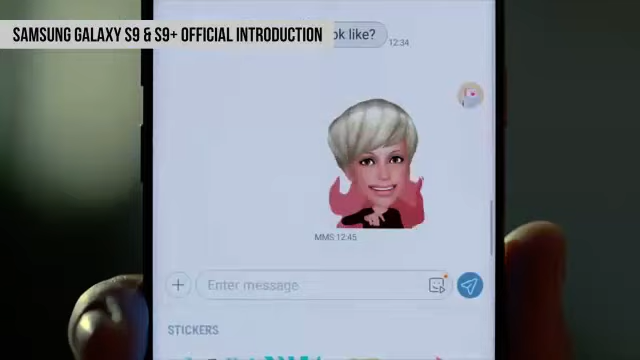 SAMSUNG GALAXY S9 & S9+ OFFICIAL INTRODUCTION
ok like?
12:34
MMS 12:45
Enter message
STICKERS